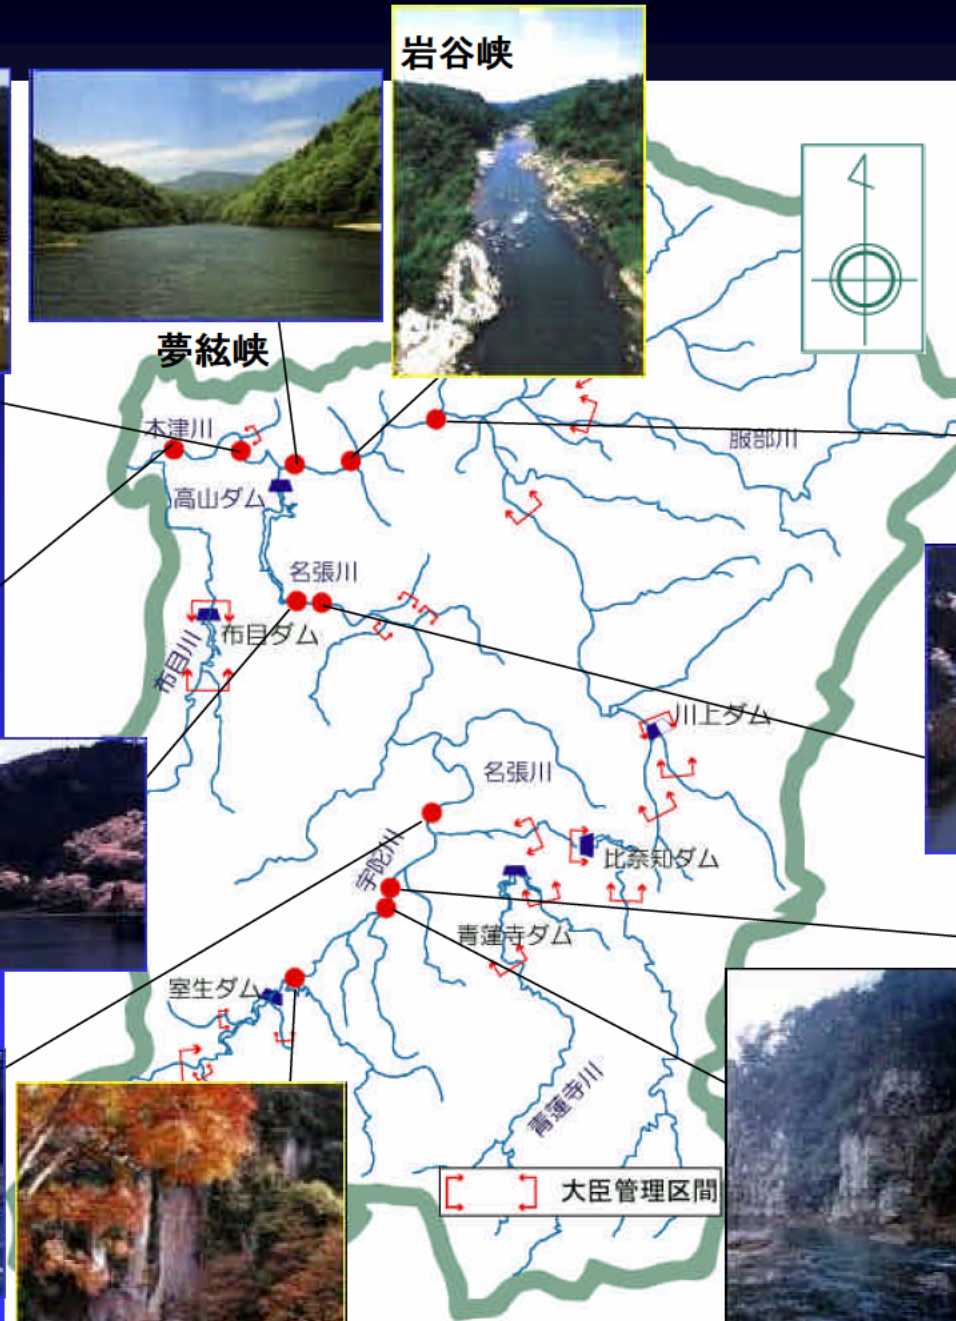 岩谷峡
夢絃峡
木津川
服部川
高山ダム
名張川
布目ダム
布目川
川上ダム
名張川
宇陀川
比奈知ダム
青蓮寺ダム
室生ダム
青蓮寺川
大臣管理区間